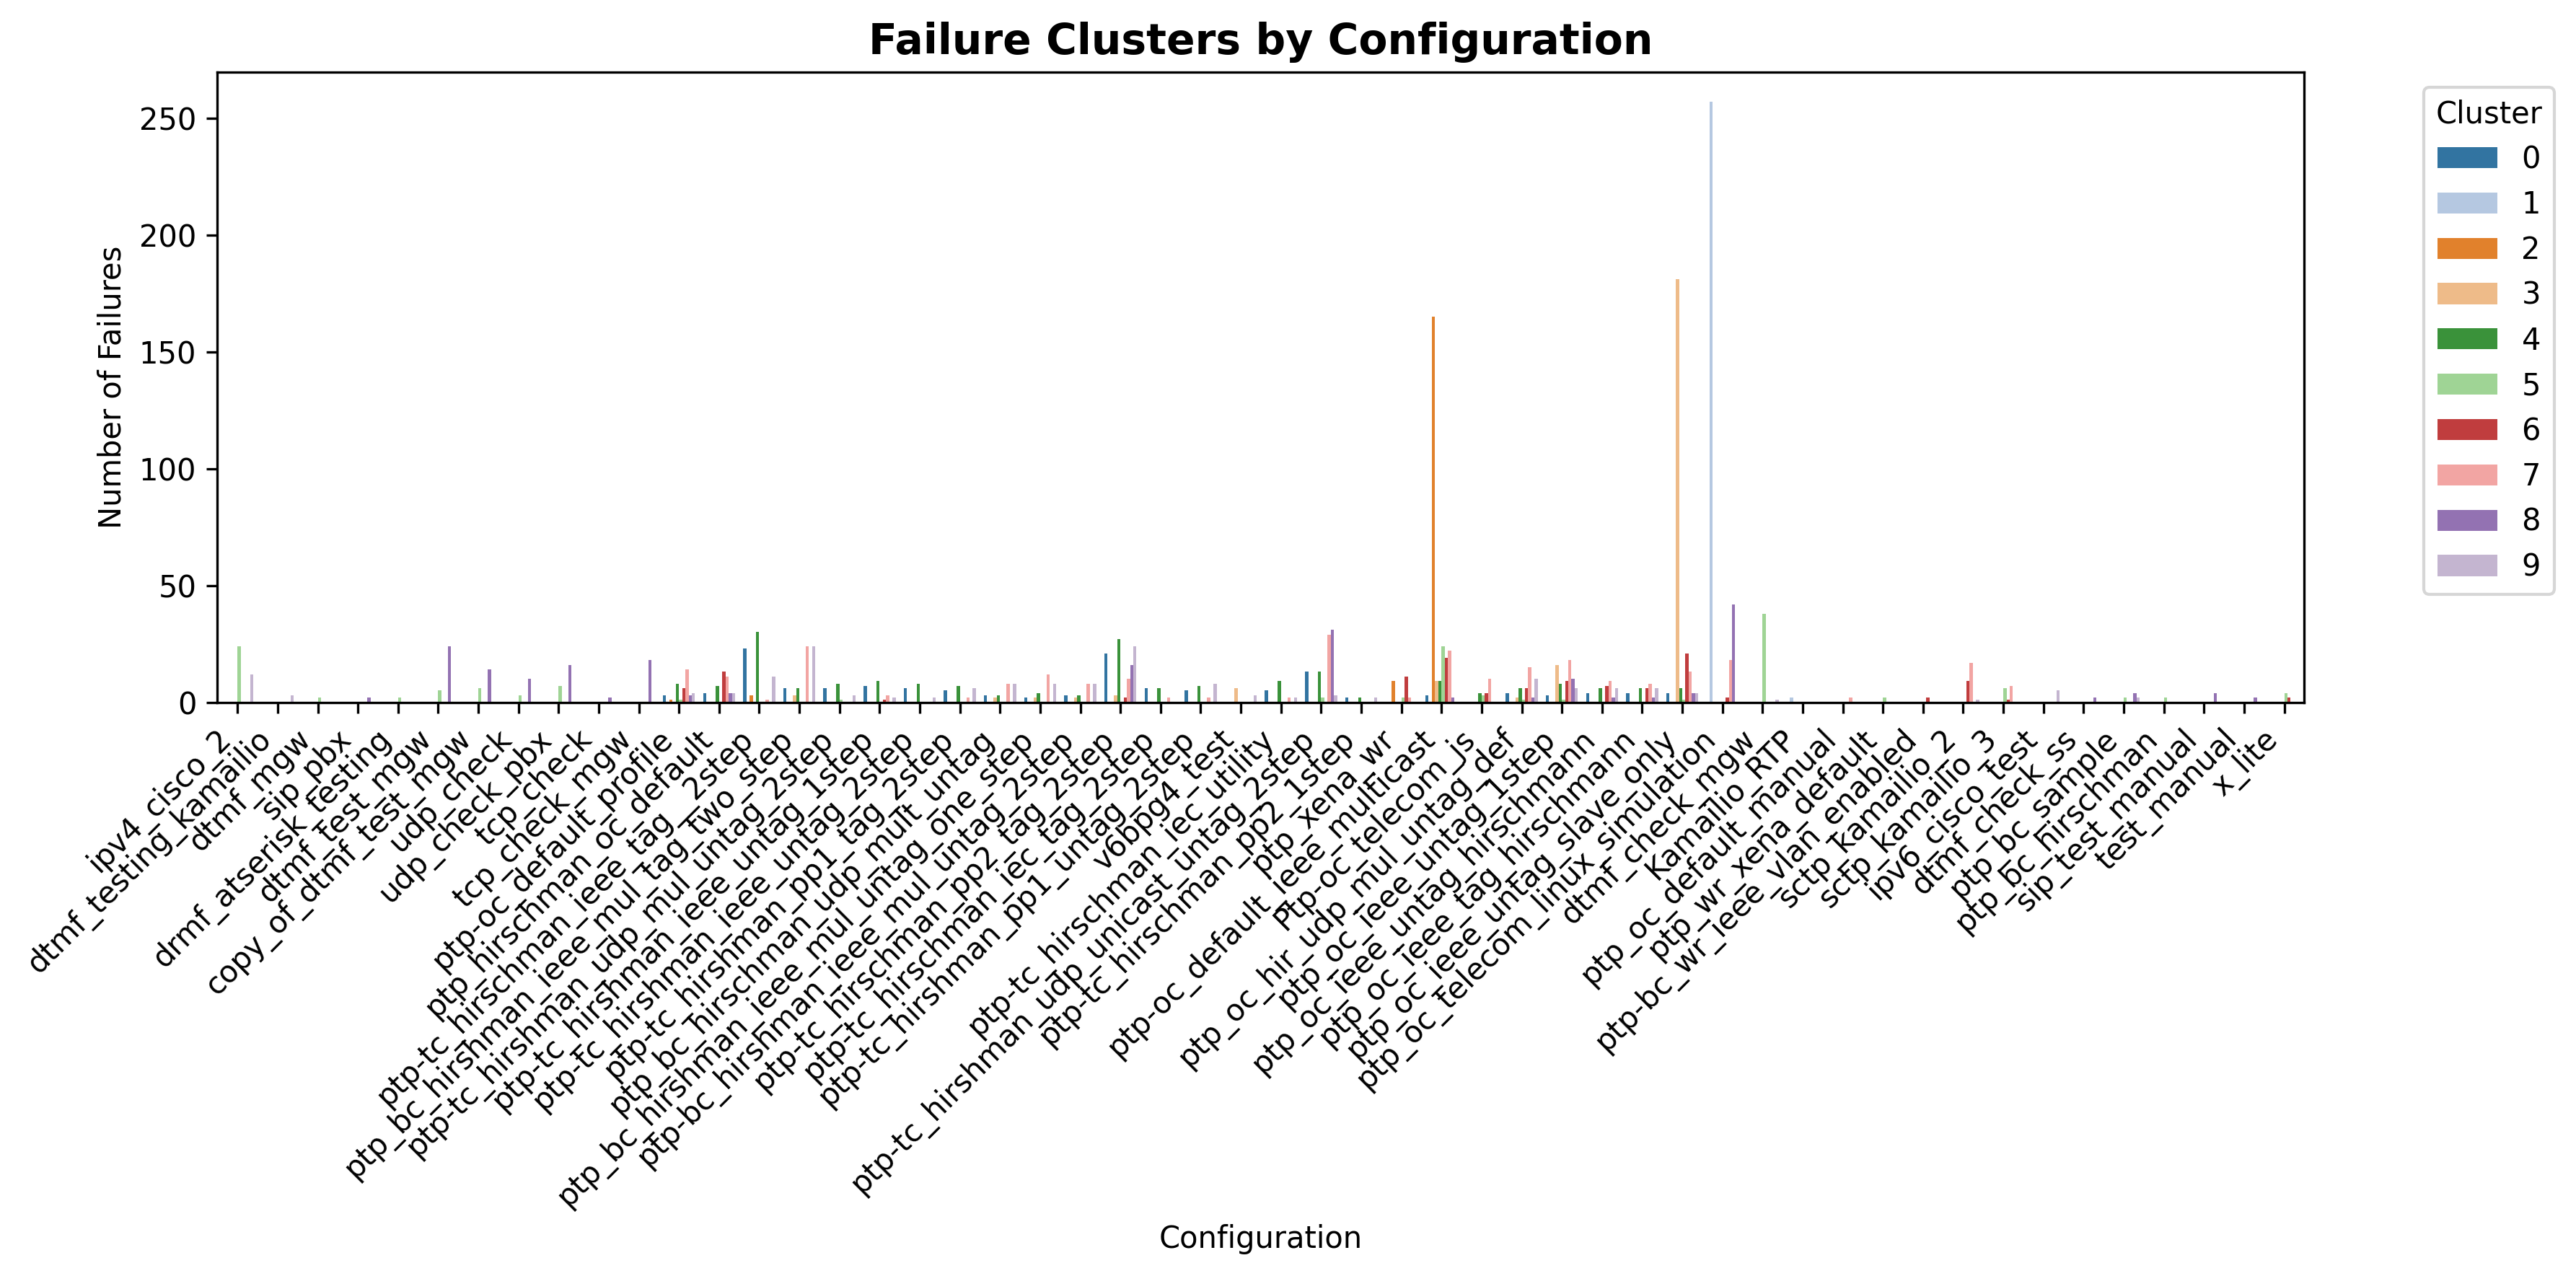 Failure Clusters by Configuration
Number of Failures
250
200
150
100
50
0
Cluster
0
1
2
3
4
5
6
7
8
9
ipv4_cisco_2
dtmf_testing_kamailio
dtmf_mgw
sip_pbx
drmf_atserisk_testing
dtmf_test_mgw
copy_of_dtmf_test_mgw
udp_check
udp_check_pbx
tcp_check
tcp_check_mgw
ptp-oc_default_profile
ptp_hirschman_oc_default
ptp-tc_hirschman_ieee_tag_2step
ptp_bc_hirshman_ieee_mul_tag_two_step
ptp-tc_hirshman_udp_mul_untag_2step
ptp-tc_hirshman_ieee_untag_1step
ptp-tc_hirshman_ieee_untag_2step
ptp-tc_hirshman_pp1_tag_2step
ptp_bc_hirschman_udp_mult_untag
ptp_bc_hirshman_ieee_mul_untag_one_step
ptp-bc_hirshman_ieee_mul_untag_2step
ptp-tc_hirschman_pp2_tag_2step
ptp-tc_hirschman_iec_tag_2step
ptp-tc_hirshman_pp1_untag_2step
v6bpg4_test
ptp-tc_hirschman_iec_utility
ptp-tc_hirshman_udp_unicast_untag_2step
ptp-tc_hirschman_pp2_1step
ptp_xena_wr
ptp-oc_default_ieee_multicast
Ptp-oc_telecom_js
ptp_oc_hir_udp_mul_untag_def
ptp_oc_ieee_untag_1step
ptp_oc_ieee_untag_hirschmann
ptp_oc_ieee_tag_hirschmann
ptp_oc_ieee_untag_slave_only
ptp_oc_telecom_linux_simulation
dtmf_check_mgw
Kamailio_RTP
ptp_oc_default_manual
ptp_wr_xena_default
ptp-bc_wr_ieee_vlan_enabled
sctp_kamailio_2
sctp_kamailio_3
ipv6_cisco_test
dtmf_check_ss
ptp_bc_sample
ptp_bc_hirschman
sip_test_manual
test_manual
x_lite
Configuration